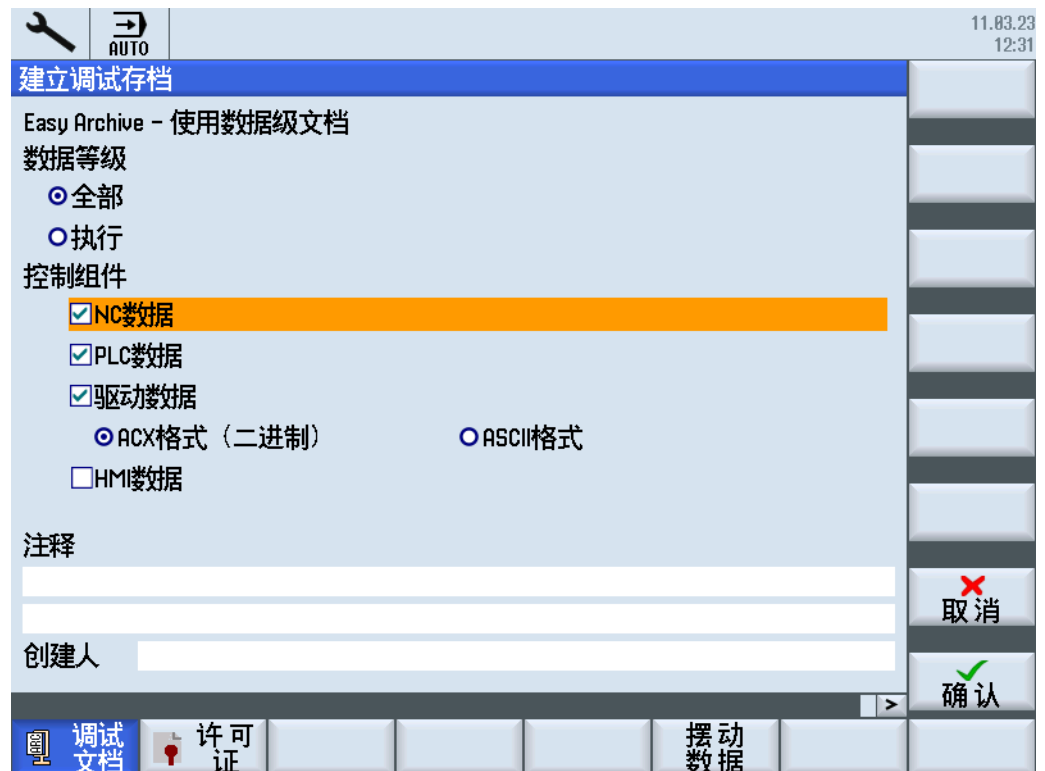 AUTO
11.03.23
12:31
建立调试存档
Easy Archive - 使用数据级文档
数据等级
全部
执行
控制组件
NC数据
PLC数据
驱动数据
ACX格式（二进制） ASCII格式
HMI数据
注释
取消
创建人
确认
>
调试
文档
许可
证
摆动
数据